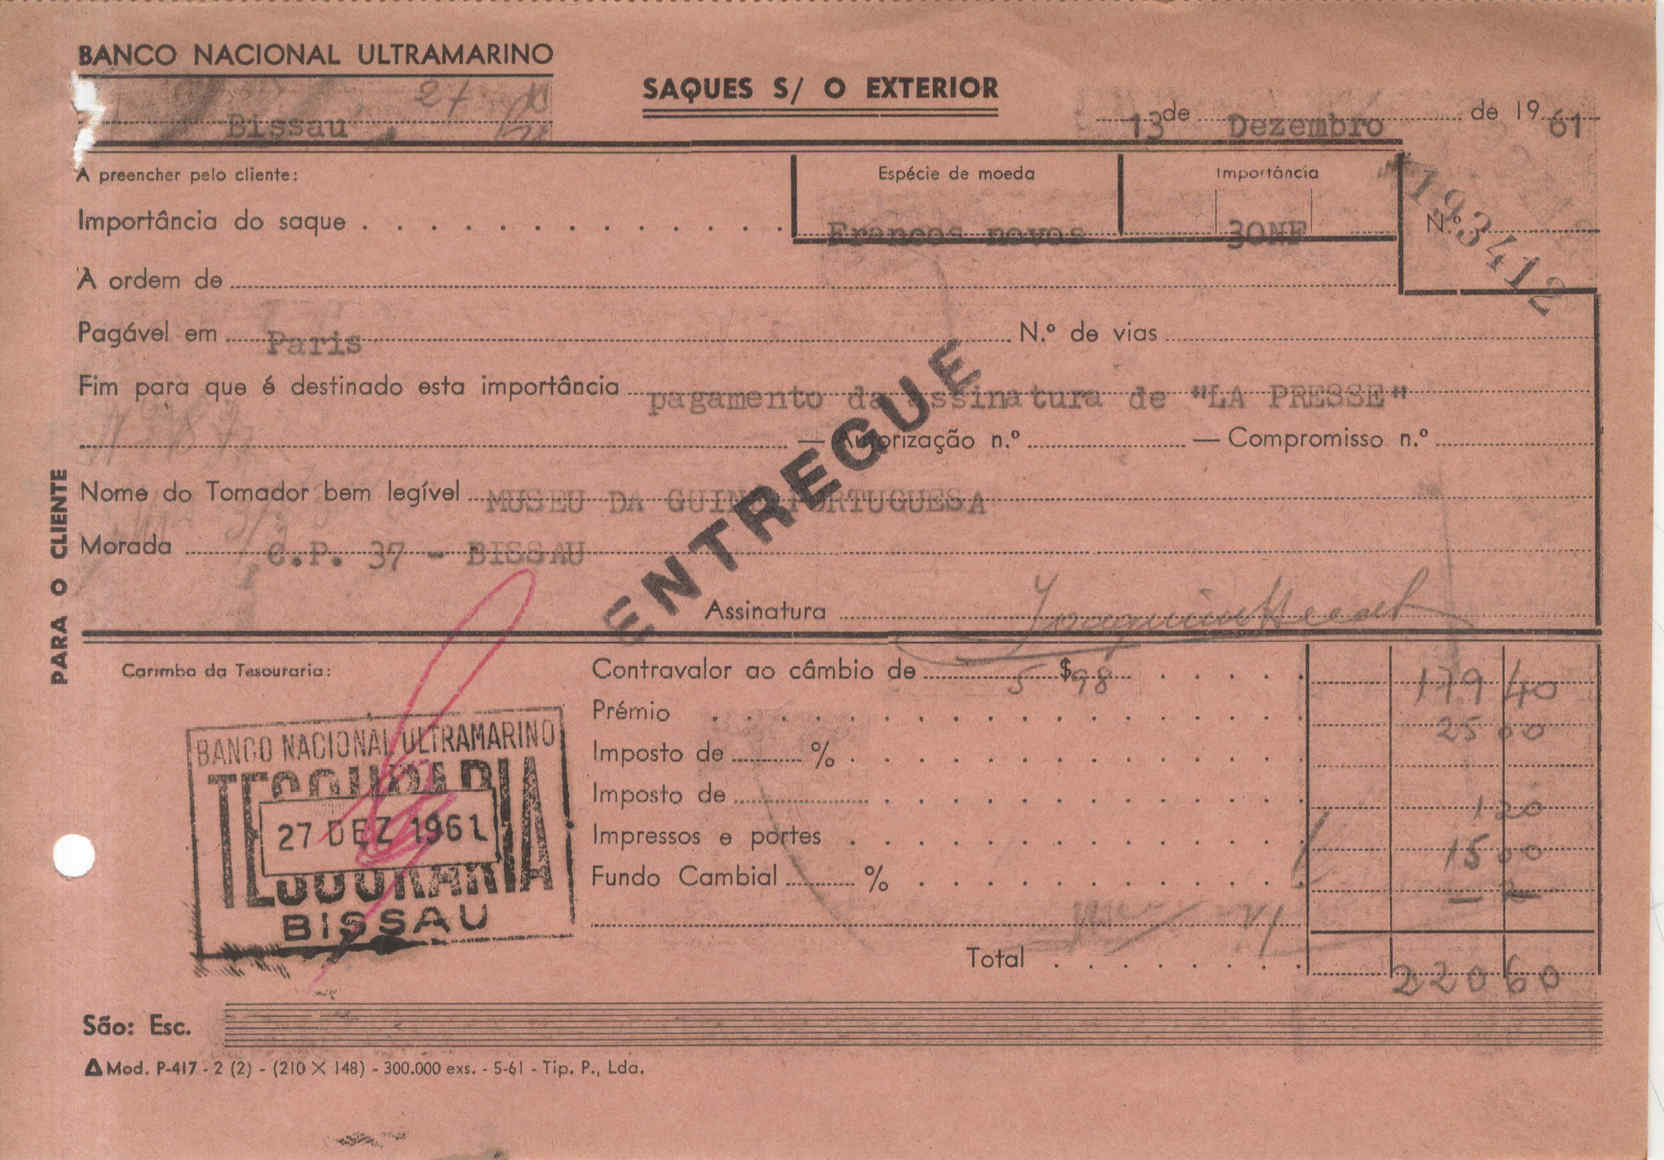 BANCO NACIONAL ULTRAMARINO
SAQUES S/ O EXTERIOR
27
Bissau, 13 de Dezembro de 1961
A preencher pelo cliente:
Espécie de moeda
Importância
Importância do saque
Francos novos
30NF
N.º
193412
À ordem de
Pagável em Paris N.º de vias
Fim para que é destinado esta importância pagamento da assinatura de "LA PRESSE"
— Autorização n.º — Compromisso n.º
Nome do Tomador bem legível MUSEU DA GUINÉ PORTUGUESA
Morada C.P. 37 - BISSAU
ENTREGUE
Assinatura
PARA O CLIENTE
Carimbo da Tesouraria:
BANCO NACIONAL ULTRAMARINO
TESOURARIA
27 DEZ 1961
TESOURARIA
BISSAU
Contravalor ao câmbio de 5 $ 98 179 40
Prémio 25 00
Imposto de %
Imposto de 1 20
Impressos e portes 15 00
Fundo Cambial %
Total 220 60
São: Esc.
Mod. P-417 - 2 (2) - (210 X 148) - 300.000 exs. - 5-61 - Tip. P., Lda.